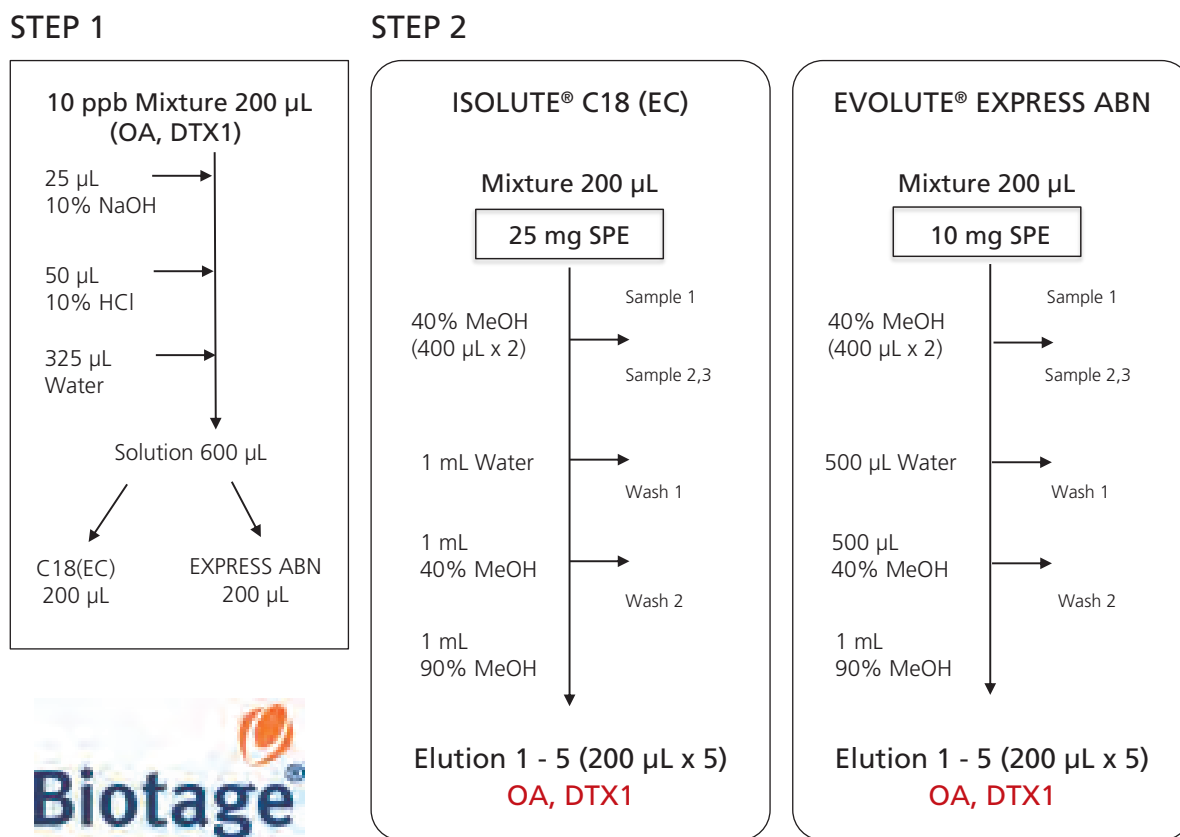 STEP 1
10 ppb Mixture 200 µL
(OA, DTX1)
25 µL
10% NaOH
50 µL
10% HCl
325 µL
Water
Solution 600 µL
C18(EC)
200 µL
EXPRESS ABN
200 µL
Biotage®
STEP 2
ISOLUTE® C18 (EC)
Mixture 200 µL
25 mg SPE
Sample 1
40% MeOH
(400 µL x 2)
Sample 2,3
1 mL Water
Wash 1
1 mL
40% MeOH
Wash 2
1 mL
90% MeOH
Elution 1 - 5 (200 µL x 5)
OA, DTX1
EVOLUTE® EXPRESS ABN
Mixture 200 µL
10 mg SPE
Sample 1
40% MeOH
(400 µL x 2)
Sample 2,3
500 µL Water
Wash 1
500 µL
40% MeOH
Wash 2
1 mL
90% MeOH
Elution 1 - 5 (200 µL x 5)
OA, DTX1